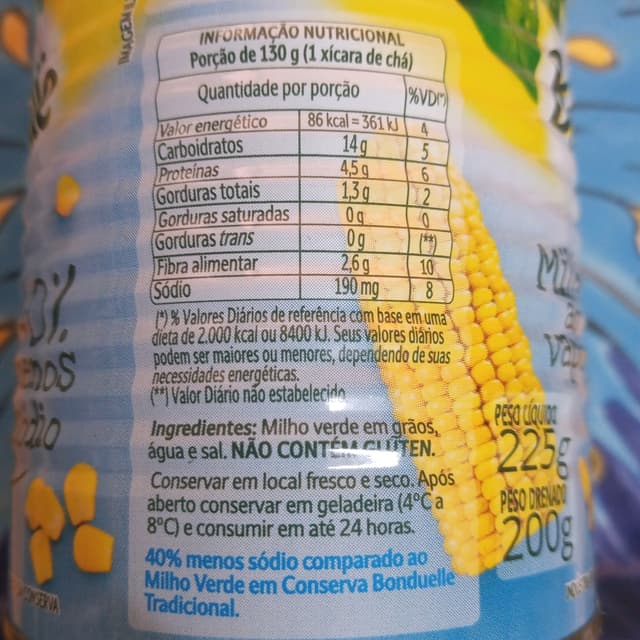 INFORMAÇÃO NUTRICIONAL
Porção de 130 g (1 xícara de chá)
Quantidade por porção %VD(*)
Valor energético 86 kcal = 361 kJ 4
Carboidratos 14 g 5
Proteínas 4,5 g 6
Gorduras totais 1,3 g 2
Gorduras saturadas 0 g 0
Gorduras trans 0 g (**)
Fibra alimentar 2,6 g 10
Sódio 190 mg 8
(*) % Valores Diários de referência com base em uma
dieta de 2.000 kcal ou 8400 kJ. Seus valores diários
podem ser maiores ou menores, dependendo de suas
necessidades energéticas.
(**) Valor Diário não estabelecido
Ingredientes: Milho verde em grãos,
água e sal. NÃO CONTÉM GLÚTEN.
Conservar em local fresco e seco. Após
aberto conservar em geladeira (4°C a
8°C) e consumir em até 24 horas.
40% menos sódio comparado ao
Milho Verde em Conserva Bonduelle
Tradicional.
PESO LÍQUIDO
225g
PESO DRENADO
200g